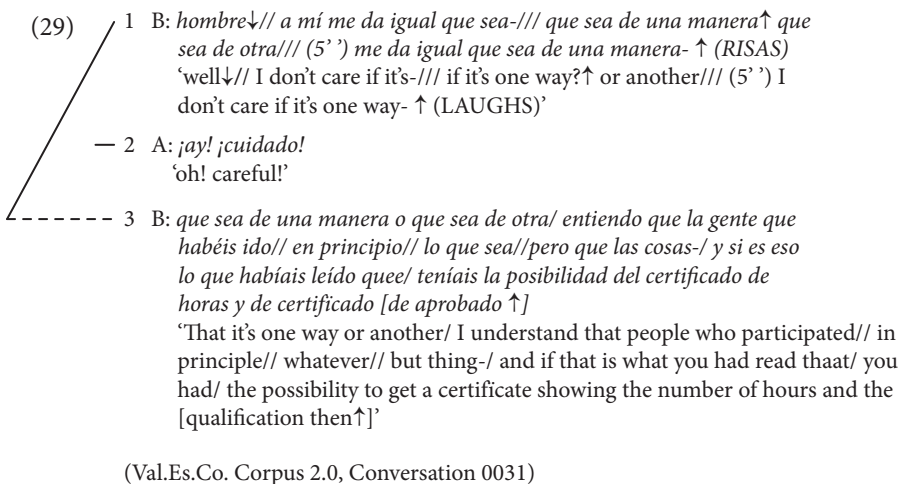 (29) 1 B: hombre↓// a mí me da igual que sea-/// que sea de una manera↑ que
sea de otra/// (5’ ’) me da igual que sea de una manera- ↑ (RISAS)
‘well↓// I don’t care if it’s-/// if it’s one way?↑ or another/// (5’ ’) I
don’t care if it’s one way- ↑ (LAUGHS)’
2 A: ¡ay! ¡cuidado!
‘oh! careful!’
3 B: que sea de una manera o que sea de otra/ entiendo que la gente que
habéis ido// en principio// lo que sea//pero que las cosas-/ y si es eso
lo que habíais leído quee/ teníais la posibilidad del certificado de
horas y de certificado [de aprobado ↑]
‘That it’s one way or another/ I understand that people who participated// in
principle// whatever// but thing-/ and if that is what you had read thaat/ you
had/ the possibility to get a certificate showing the number of hours and the
[qualification then↑]’
(Val.Es.Co. Corpus 2.0, Conversation 0031)